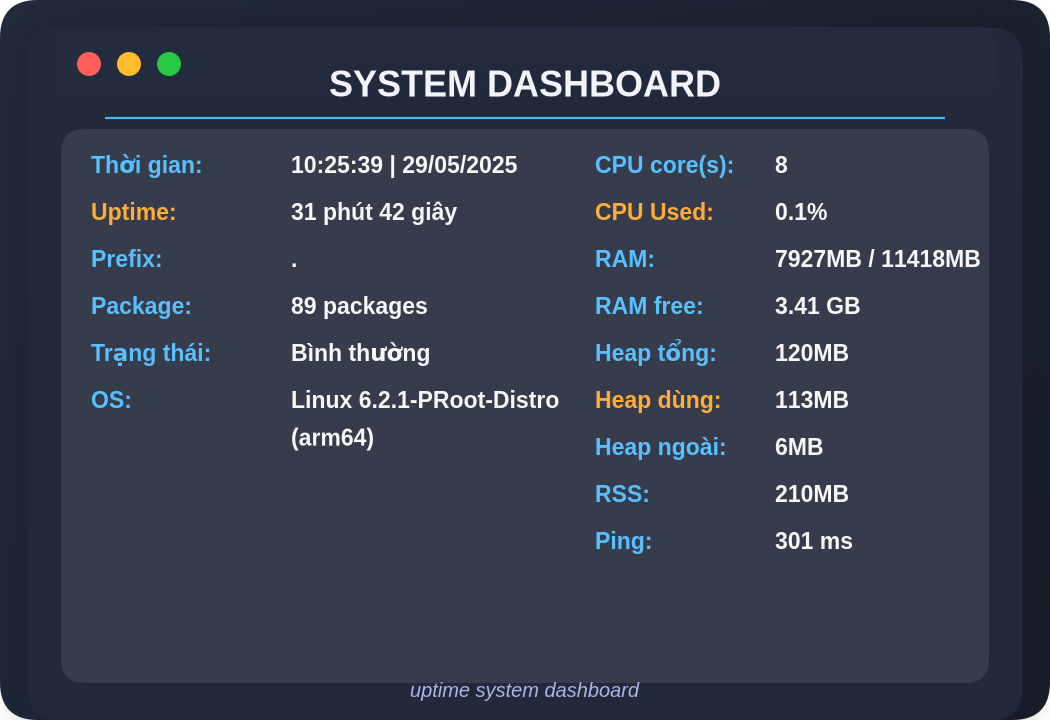 SYSTEM DASHBOARD
Thời gian: 10:25:39 | 29/05/2025
Uptime: 31 phút 42 giây
Prefix: .
Package: 89 packages
Trạng thái: Bình thường
OS: Linux 6.2.1-PRoot-Distro
(arm64)
CPU core(s): 8
CPU Used: 0.1%
RAM: 7927MB / 11418MB
RAM free: 3.41 GB
Heap tổng: 120MB
Heap dùng: 113MB
Heap ngoài: 6MB
RSS: 210MB
Ping: 301 ms
uptime system dashboard